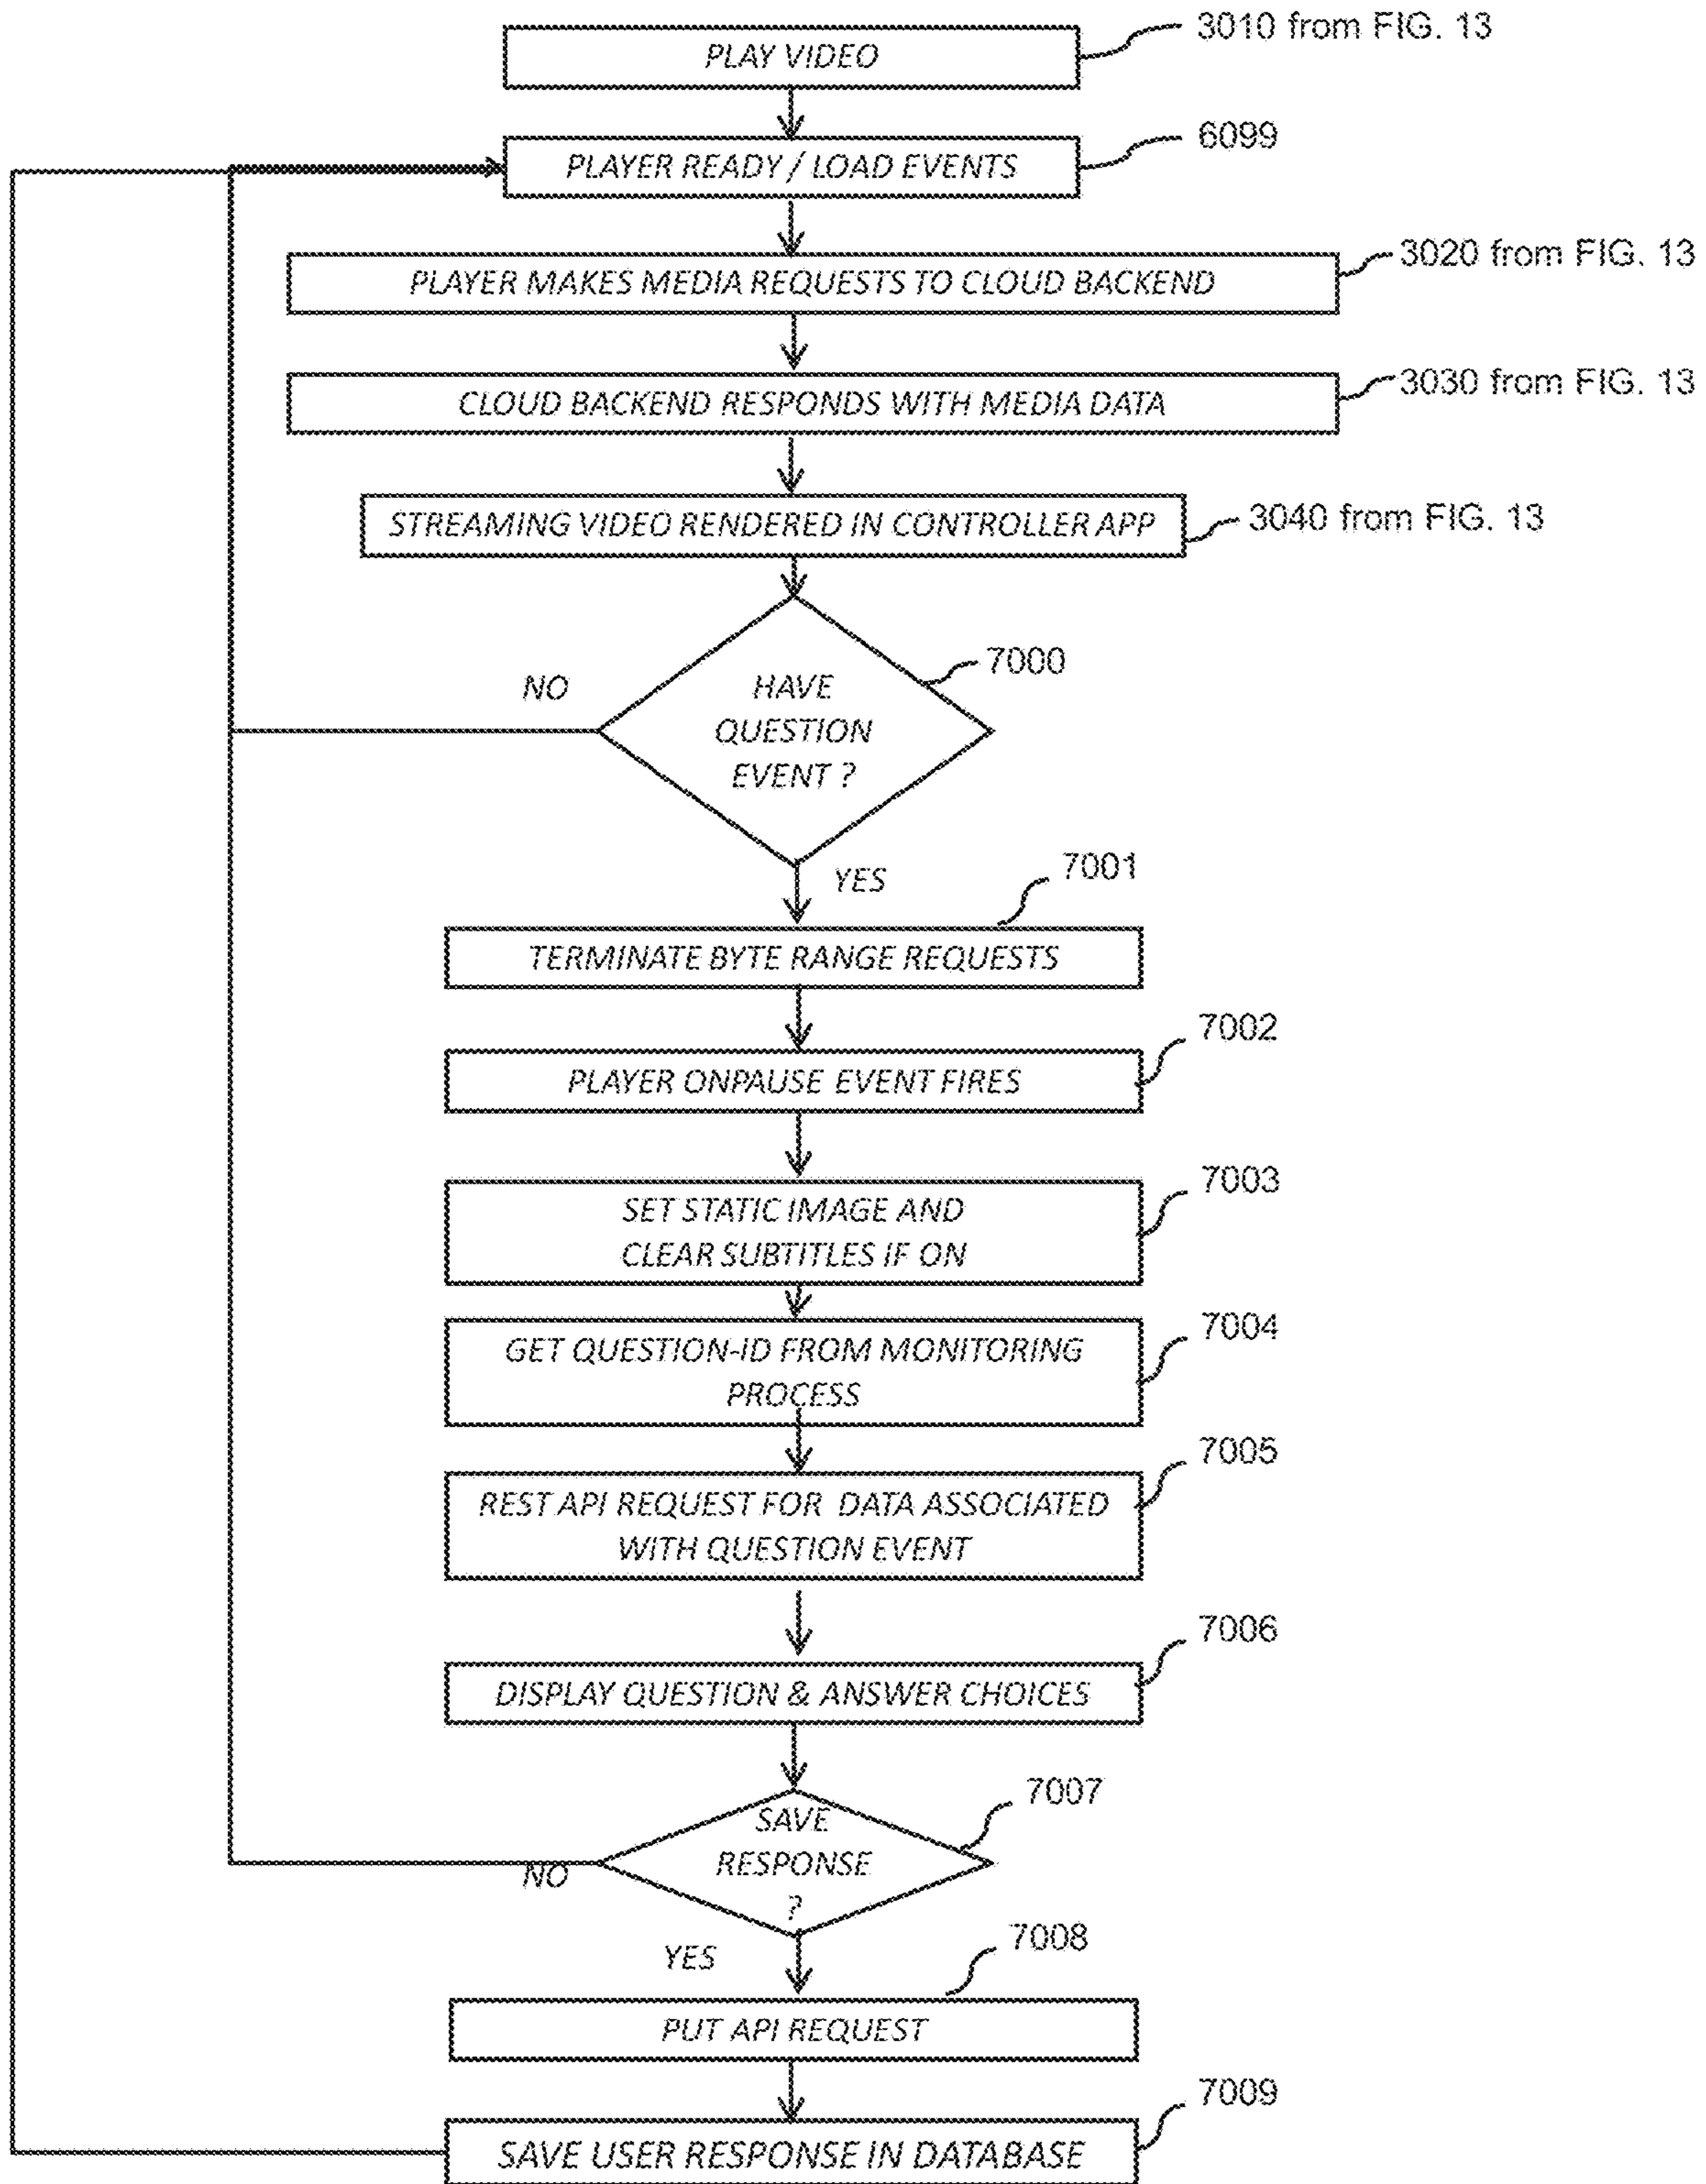 PLAY VIDEO
3010 from FIG. 13
PLAYER READY / LOAD EVENTS
6099
PLAYER MAKES MEDIA REQUESTS TO CLOUD BACKEND
3020 from FIG. 13
CLOUD BACKEND RESPONDS WITH MEDIA DATA
3030 from FIG. 13
STREAMING VIDEO RENDERED IN CONTROLLER APP
3040 from FIG. 13
HAVE
QUESTION
EVENT ?
7000
NO
YES
7001
TERMINATE BYTE RANGE REQUESTS
7002
PLAYER ONPAUSE EVENT FIRES
7003
SET STATIC IMAGE AND
CLEAR SUBTITLES IF ON
7004
GET QUESTION-ID FROM MONITORING
PROCESS
7005
REST API REQUEST FOR DATA ASSOCIATED
WITH QUESTION EVENT
7006
DISPLAY QUESTION & ANSWER CHOICES
7007
SAVE
RESPONSE
?
NO
YES
7008
PUT API REQUEST
7009
SAVE USER RESPONSE IN DATABASE